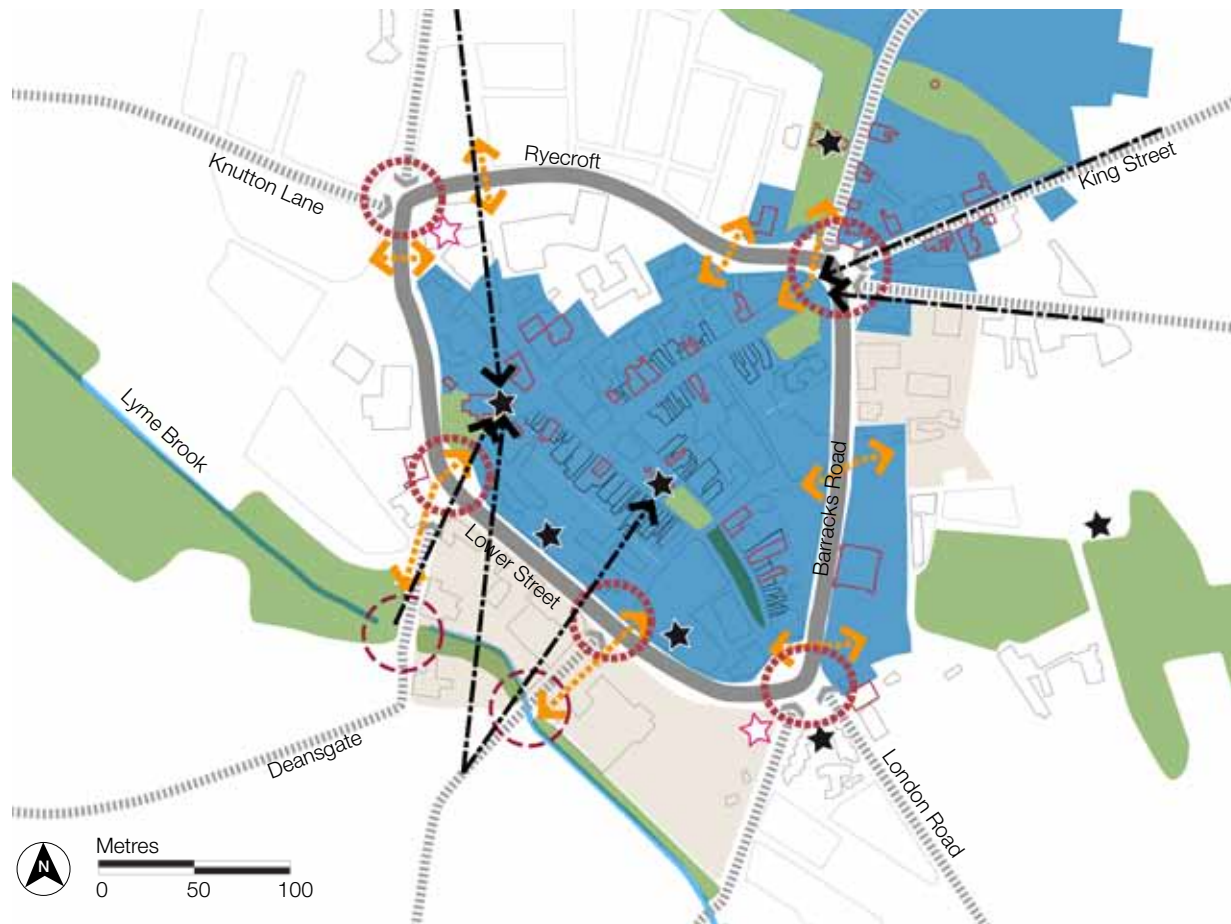 Ryecroft
Knutton Lane
King Street
Lyme Brook
Barracks Road
Lower Street
Deansgate
London Road
N
Metres
0 50 100